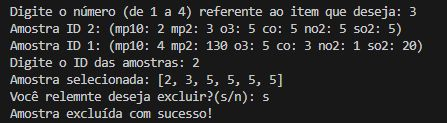 Digite o número (de 1 a 4) referente ao item que deseja: 3
Amostra ID 2: (mp10: 2 mp2: 3 o3: 5 co: 5 no2: 5 so2: 5)
Amostra ID 1: (mp10: 4 mp2: 130 o3: 5 co: 3 no2: 1 so2: 20)
Digite o ID das amostras: 2
Amostra selecionada: [2, 3, 5, 5, 5, 5]
Você relemnte deseja excluir?(s/n): s
Amostra excluída com sucesso!